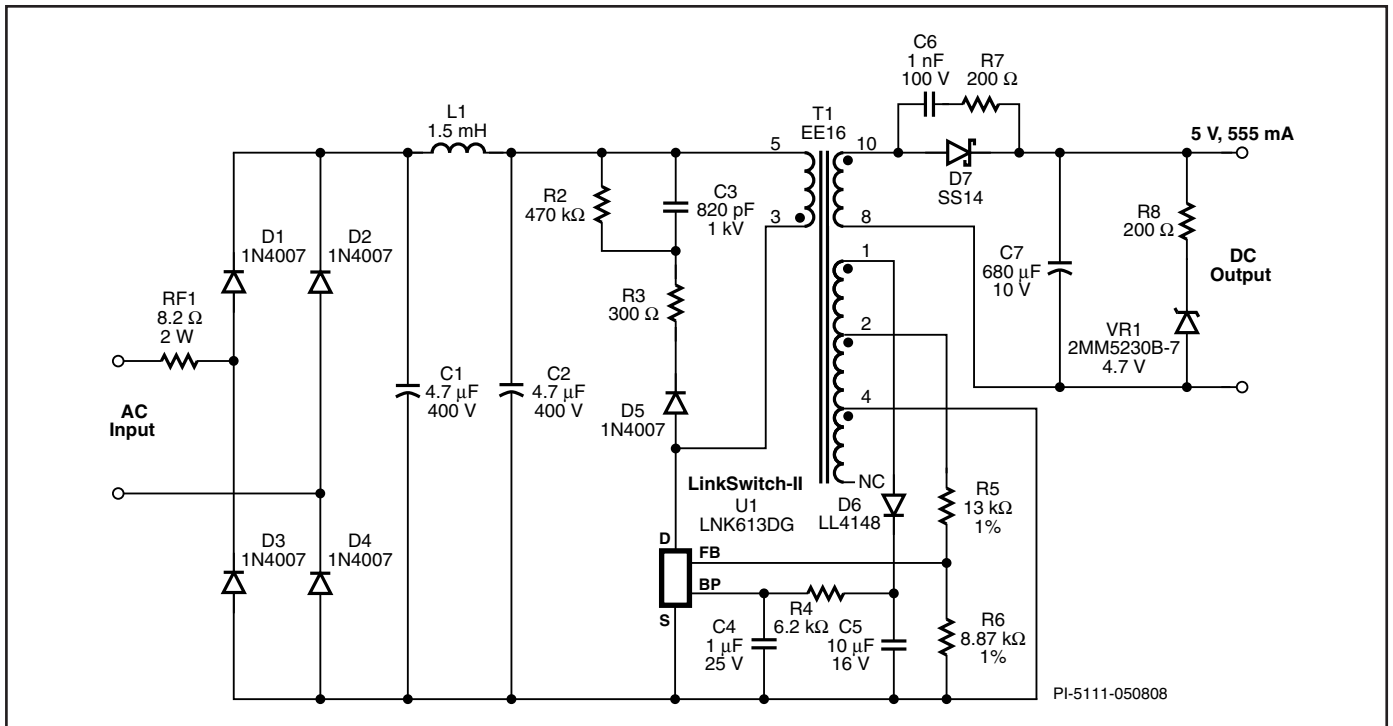 C6
1 nF
100 V
R7
200 Ω
L1
1.5 mH
T1
EE16
5
10
5 V, 555 mA
D7
SS14
R2
470 kΩ
C3
820 pF
1 kV
3
8
R8
200 Ω
D1
1N4007
D2
1N4007
1
C7
680 μF
10 V
DC
Output
RF1
8.2 Ω
2 W
R3
300 Ω
2
VR1
2MM5230B-7
4.7 V
C1
4.7 μF
400 V
C2
4.7 μF
400 V
AC
Input
D5
1N4007
4
NC
LinkSwitch-II
U1
LNK613DG
D6
LL4148
R5
13 kΩ
1%
D3
1N4007
D4
1N4007
D
FB
BP
S
R4
6.2 kΩ
C4
1 μF
25 V
C5
10 μF
16 V
R6
8.87 kΩ
1%
PI-5111-050808